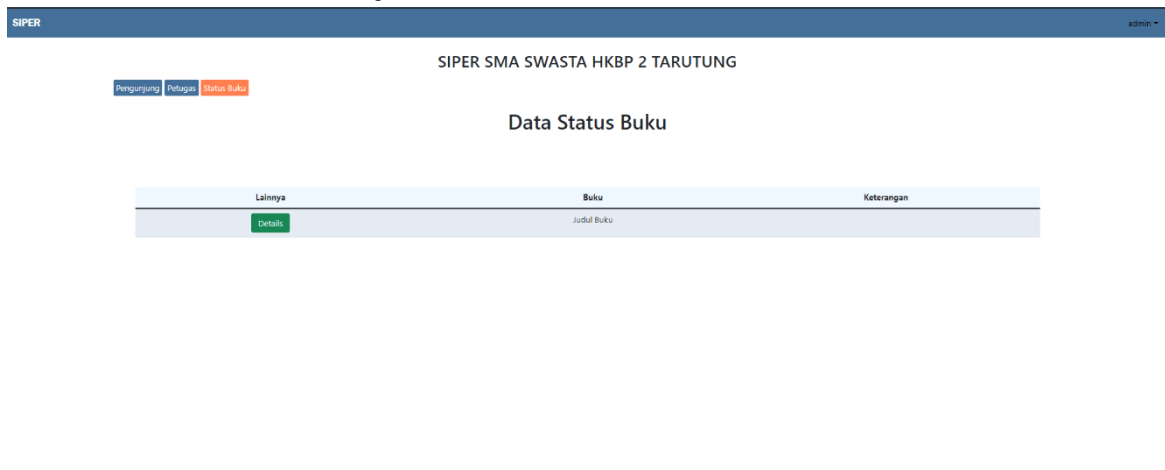 SIPER admin
SIPER SMA SWASTA HKBP 2 TARUTUNG
Pengunjung Petugas Status Buku
Data Status Buku
Lainnya Buku Keterangan
Details Judul Buku